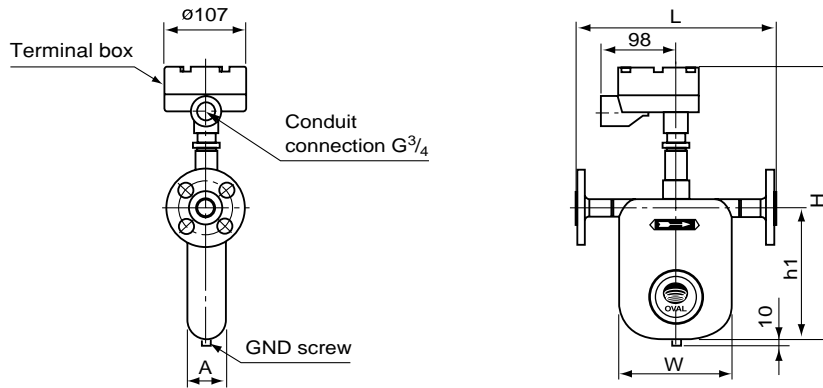 ø107
Terminal box
Conduit
connection G3/4
GND screw
A
L
98
H
h1
10
OVAL
W